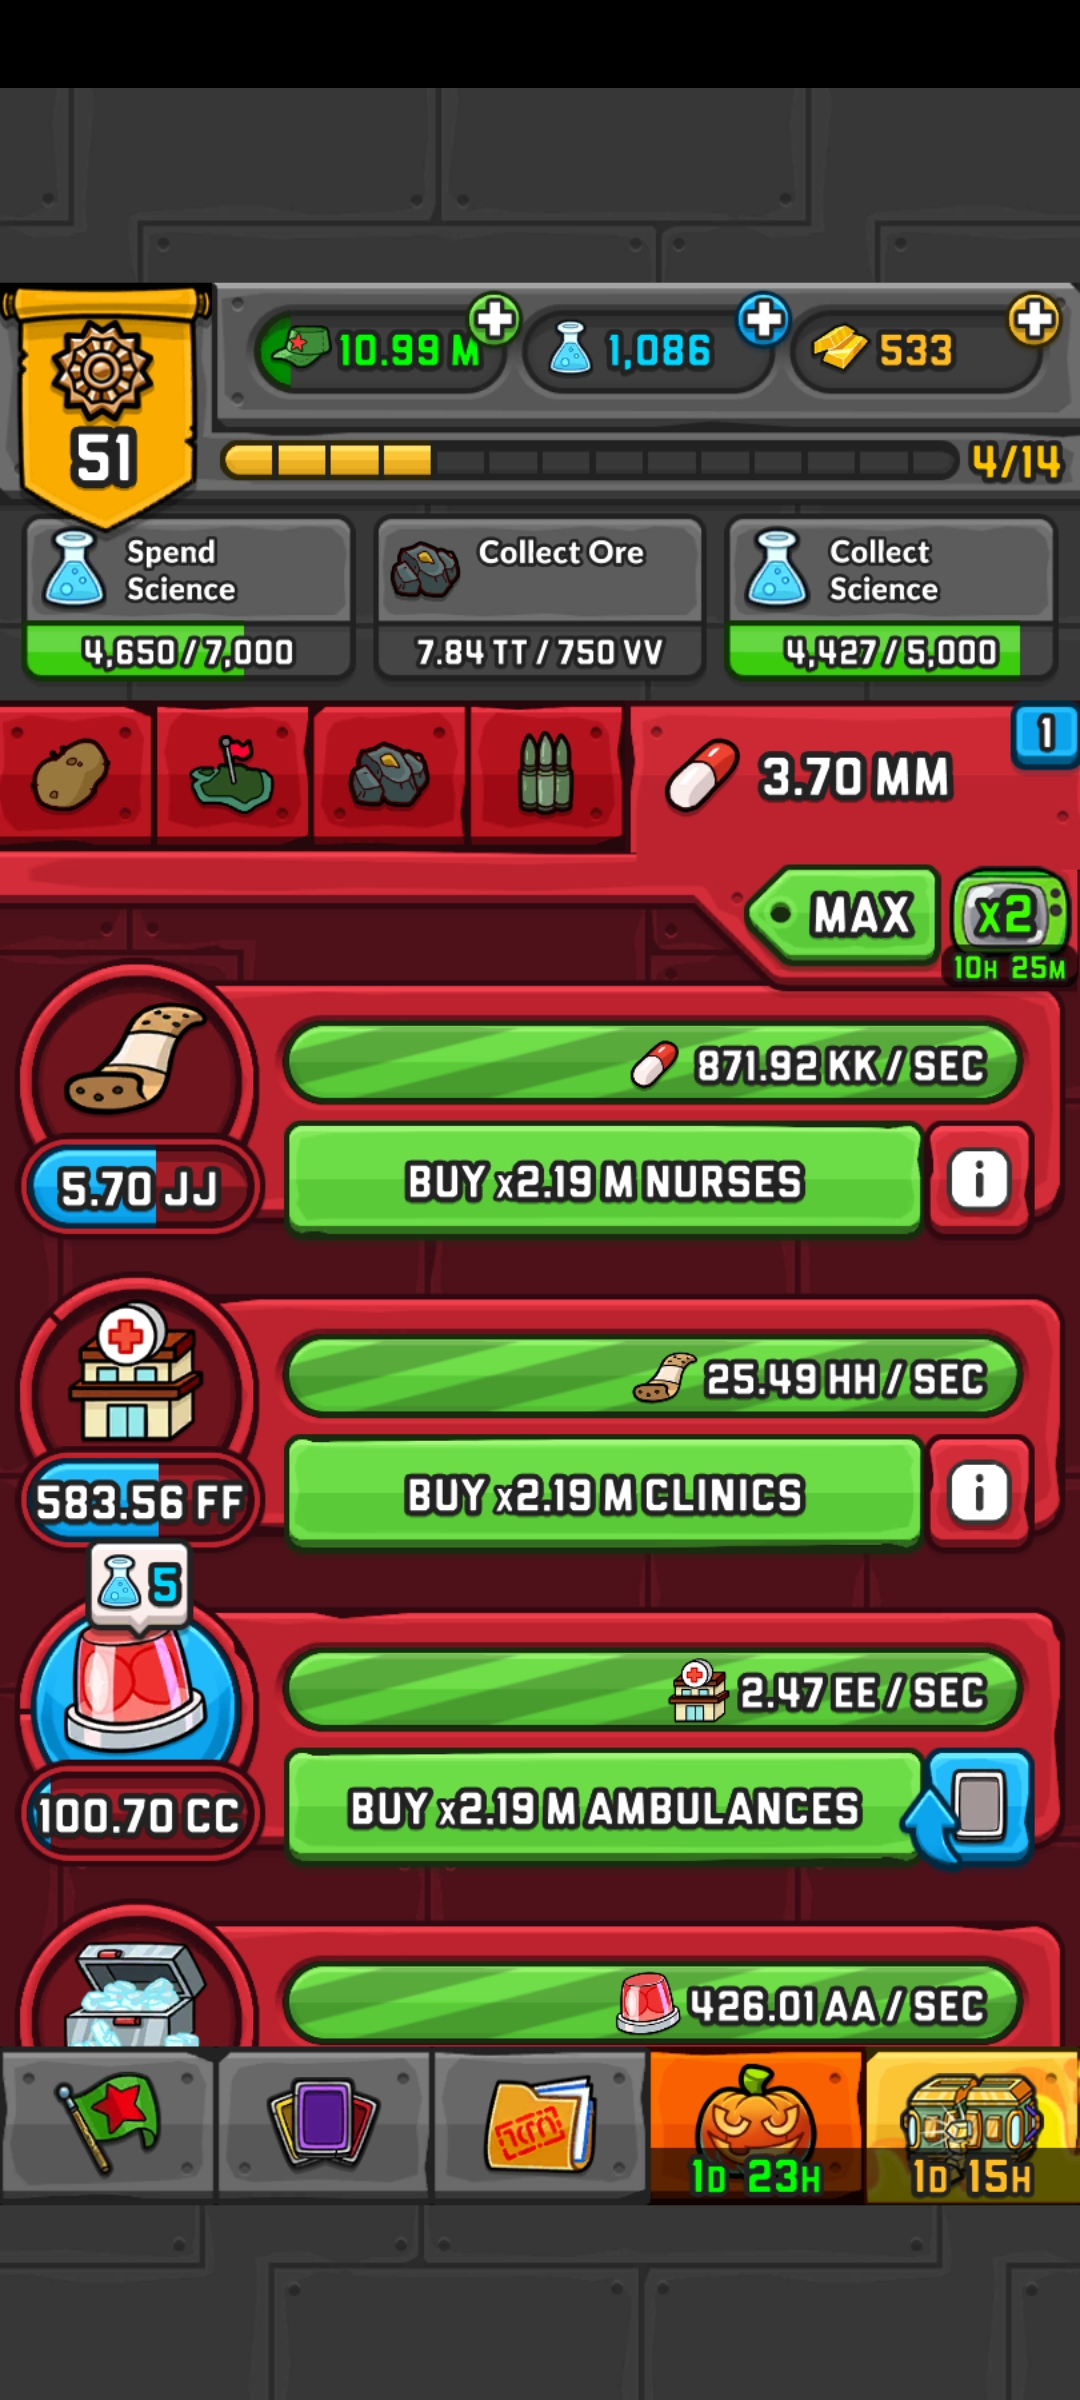 10.99 M
1,086
533
51
4/14
Spend
Science
4,650/7,000
Collect Ore
7.84 TT/750 VV
Collect
Science
4,427/5,000
3.70 MM
1
MAX
x2
10H 25M
871.92 KK/SEC
5.70 JJ
BUY x2.19 M NURSES
i
25.49 HH/SEC
583.56 FF
BUY x2.19 M CLINICS
i
5
2.47 EE/SEC
100.70 CC
BUY x2.19 M AMBULANCES
426.01 AA/SEC
1D 23H
1D 15H